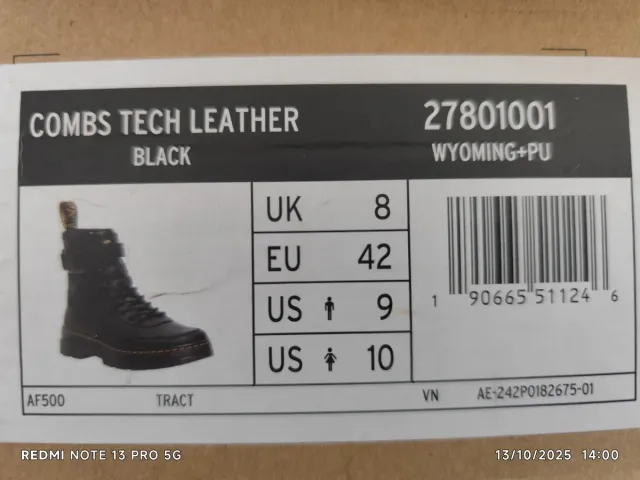 COMBS TECH LEATHER
BLACK
27801001
WYOMING+PU
UK 8
EU 42
US 9
US 10
1 90665 51124 6
AF500 TRACT VN AE-242P0182675-01
REDMI NOTE 13 PRO 5G 13/10/2025 14:00